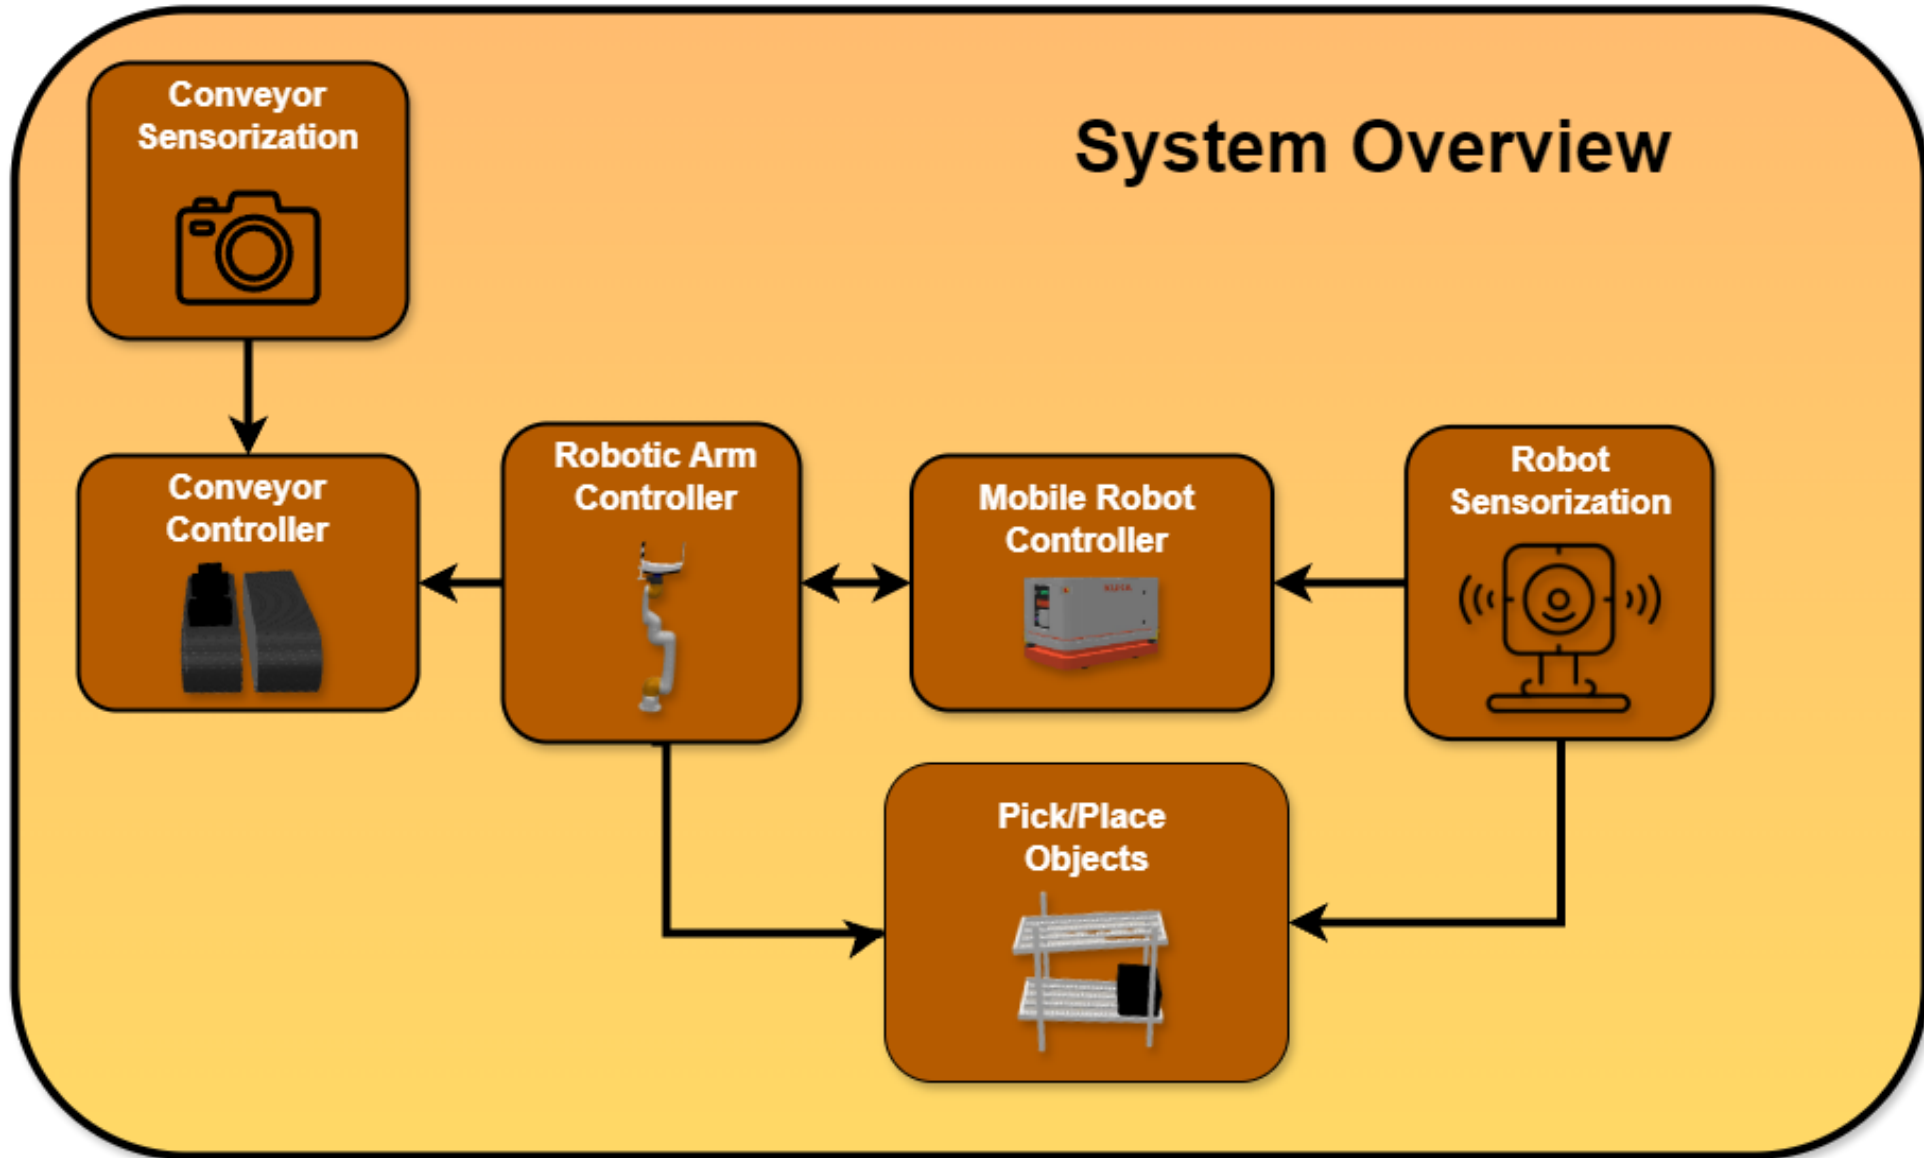 Conveyor
Sensorization
System Overview
Conveyor
Controller
Robotic Arm
Controller
Mobile Robot
Controller
Robot
Sensorization
Pick/Place
Objects